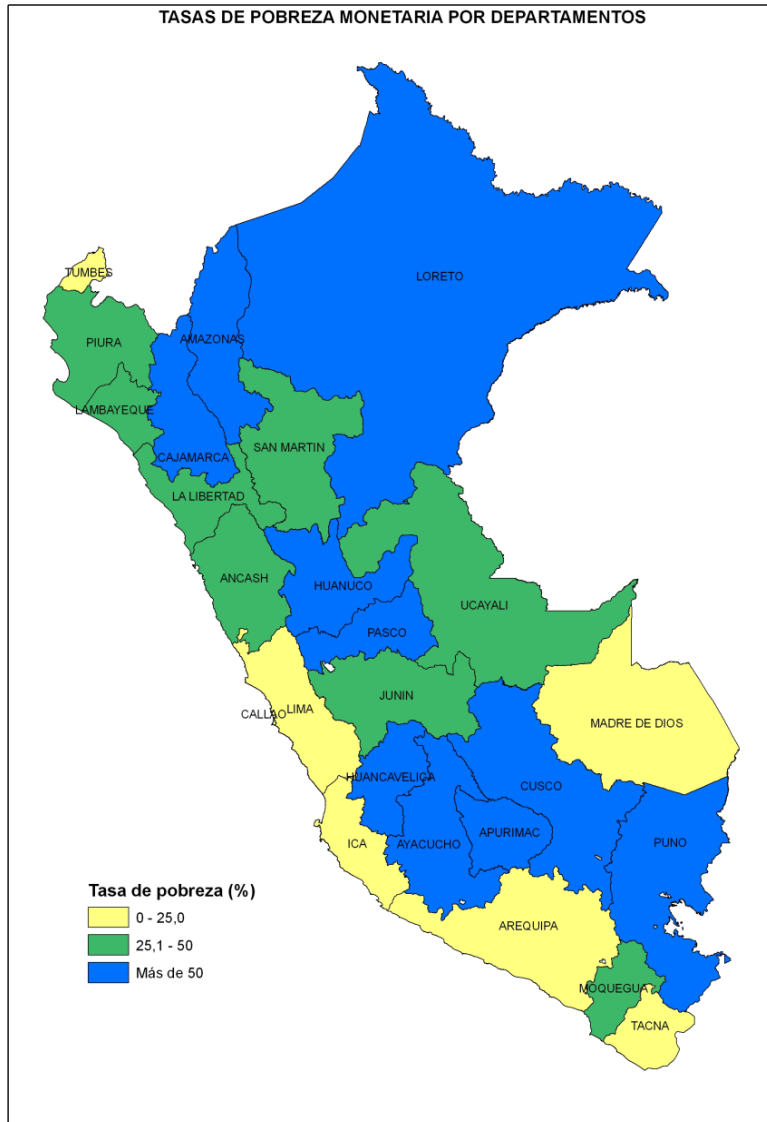 TASAS DE POBREZA MONETARIA POR DEPARTAMENTOS
TUMBES
LORETO
PIURA
AMAZONAS
LAMBAYEQUE
SAN MARTIN
CAJAMARCA
LA LIBERTAD
ANCASH
HUANUCO
UCAYALI
PASCO
JUNIN
CALLAO
LIMA
MADRE DE DIOS
HUANCAVELICA
CUSCO
ICA
AYACUCHO
APURIMAC
PUNO
Tasa de pobreza (%)
0 - 25,0
25,1 - 50
Más de 50
AREQUIPA
MOQUEGUA
TACNA